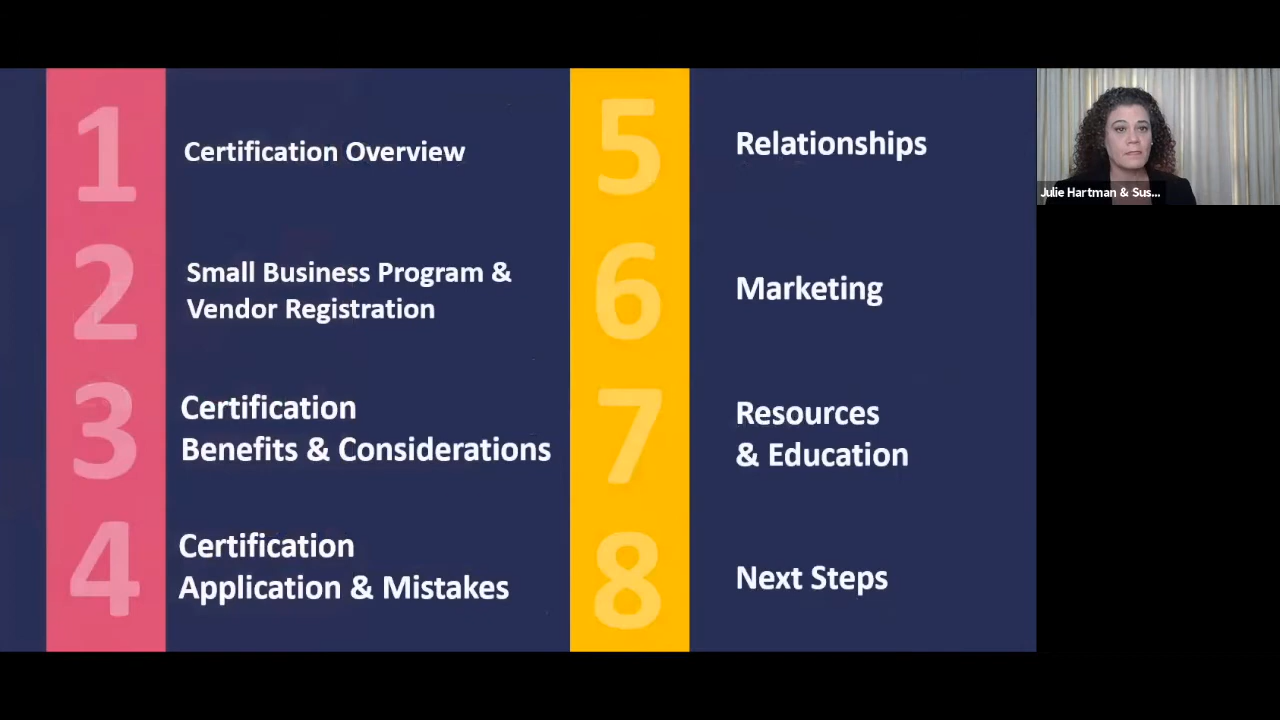 1
Certification Overview
2
Small Business Program &
Vendor Registration
3
Certification
Benefits & Considerations
4
Certification
Application & Mistakes
5
Relationships
6
Marketing
7
Resources
& Education
8
Next Steps
Julie Hartman & Sus...